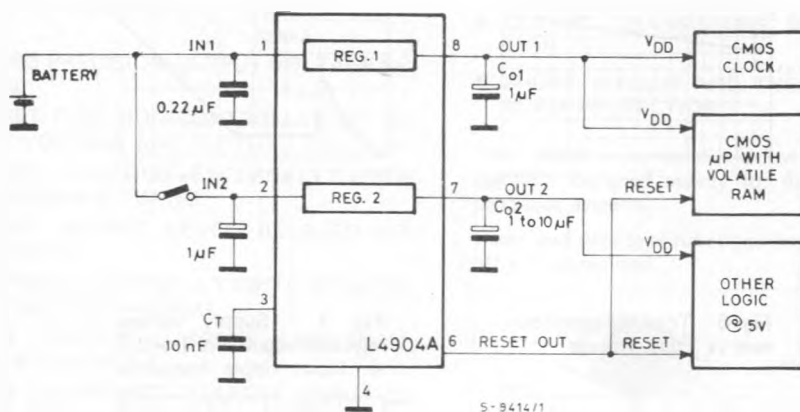 IN1
1
REG. 1
8
OUT 1
VDD
CMOS
CLOCK
BATTERY
0.22µF
Co1
1µF
VDD
CMOS
µP WITH
VOLATILE
RAM
IN2
2
REG. 2
7
OUT 2
RESET
Co2
1 to10µF
1µF
VDD
3
CT
10 nF
OTHER
LOGIC
@ 5V
L4904A
6
RESET OUT
RESET
4
S-9414/1